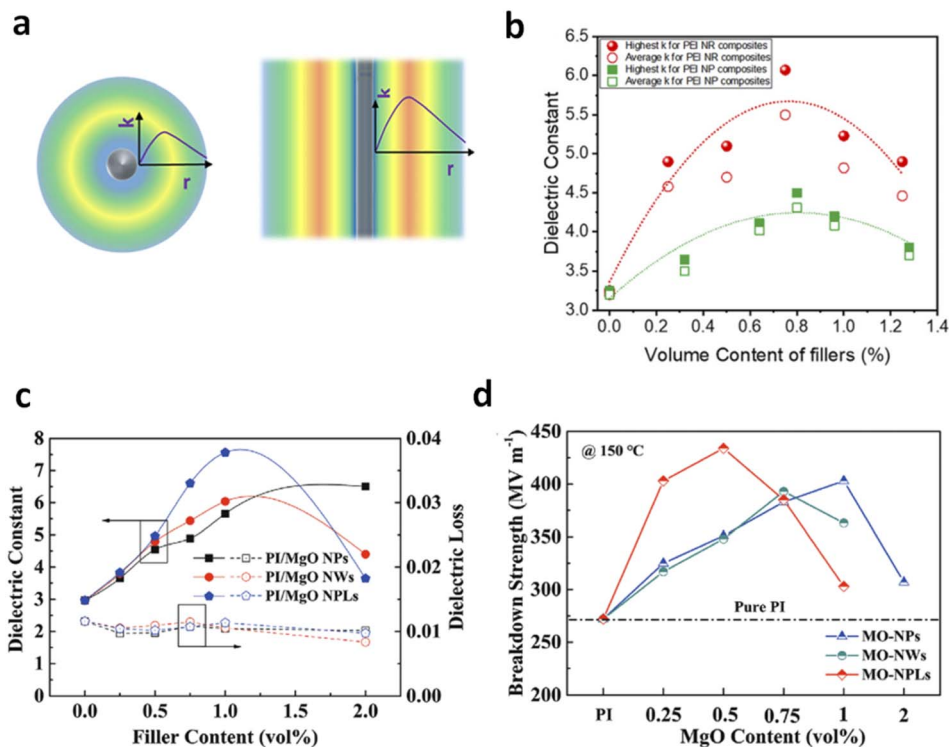 a
k
r
k
r
b
Highest k for PEI NR composites
Average k for PEI NR composites
Highest k for PEI NP composites
Average k for PEI NP composites
6.5
6.0
5.5
5.0
4.5
4.0
3.5
3.0
Dielectric Constant
0.0 0.2 0.4 0.6 0.8 1.0 1.2 1.4
Volume Content of fillers (%)
c
8
7
6
5
4
3
2
1
0
Dielectric Constant
0.04
0.03
0.02
0.01
0.00
Dielectric Loss
PI/MgO NPs
PI/MgO NWs
PI/MgO NPLs
0.0 0.5 1.0 1.5 2.0
Filler Content (vol%)
d
@ 150 °C
450
400
350
300
250
200
Breakdown Strength (MV m⁻¹)
Pure PI
MO-NPs
MO-NWs
MO-NPLs
PI 0.25 0.5 0.75 1 2
MgO Content (vol%)